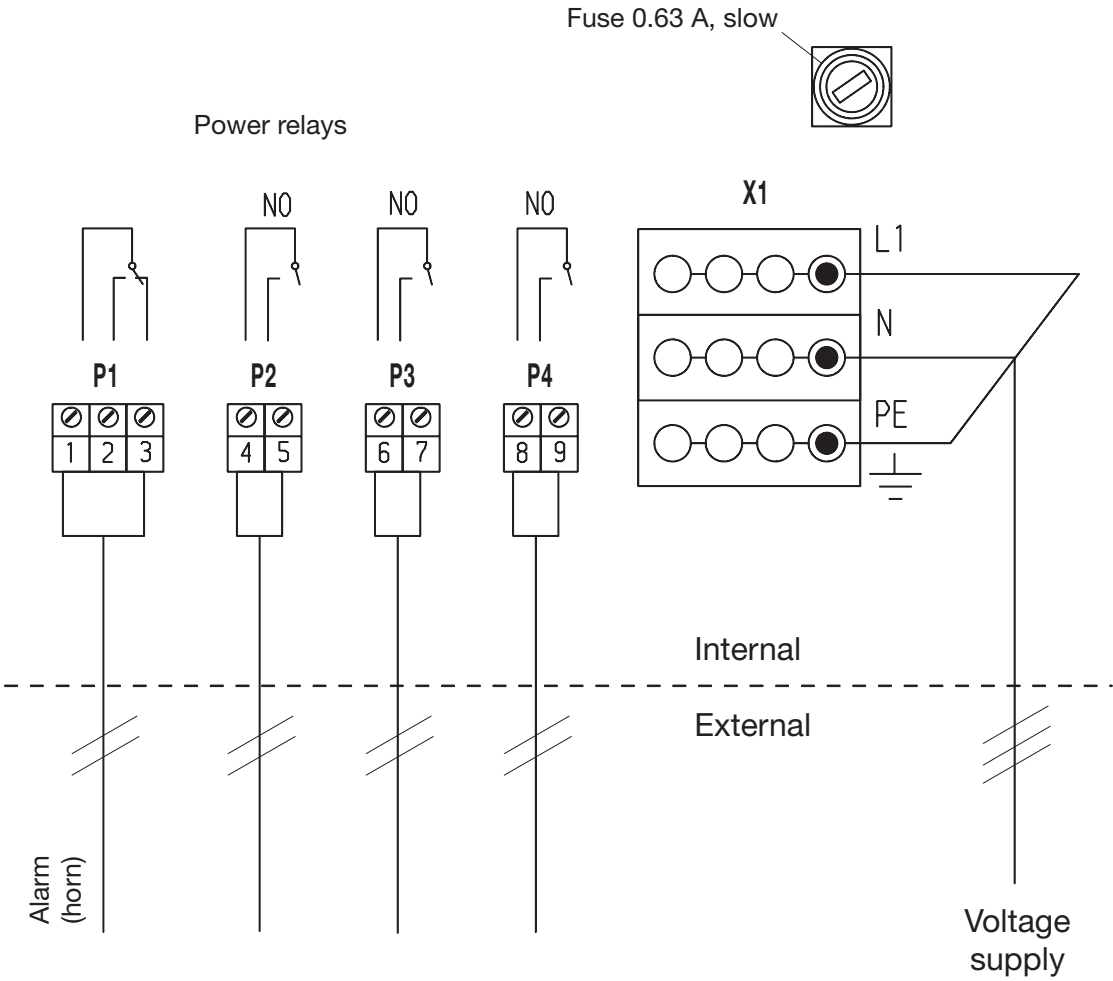 Fuse 0.63 A, slow
Power relays
NO
NO
NO
X1
L1
N
PE
P1
P2
P3
P4
1 2 3
4 5
6 7
8 9
Internal
External
Alarm
(horn)
Voltage
supply